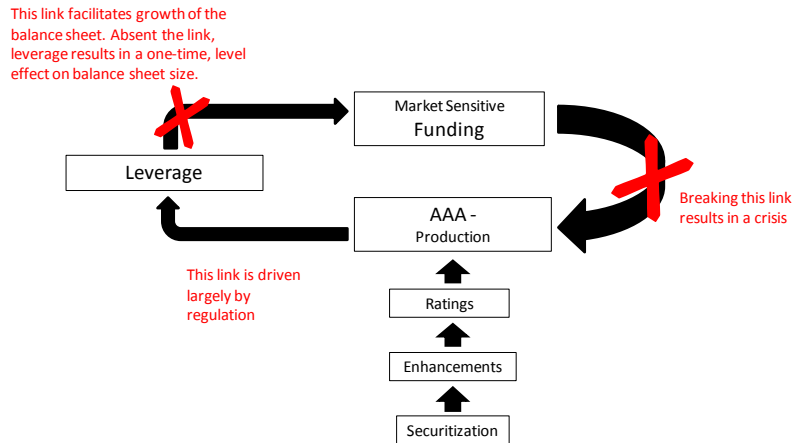 This link facilitates growth of the
balance sheet. Absent the link,
leverage results in a one-time, level
effect on balance sheet size.
Market Sensitive
Funding
Leverage
Breaking this link
results in a crisis
AAA -
Production
This link is driven
largely by
regulation
Ratings
Enhancements
Securitization